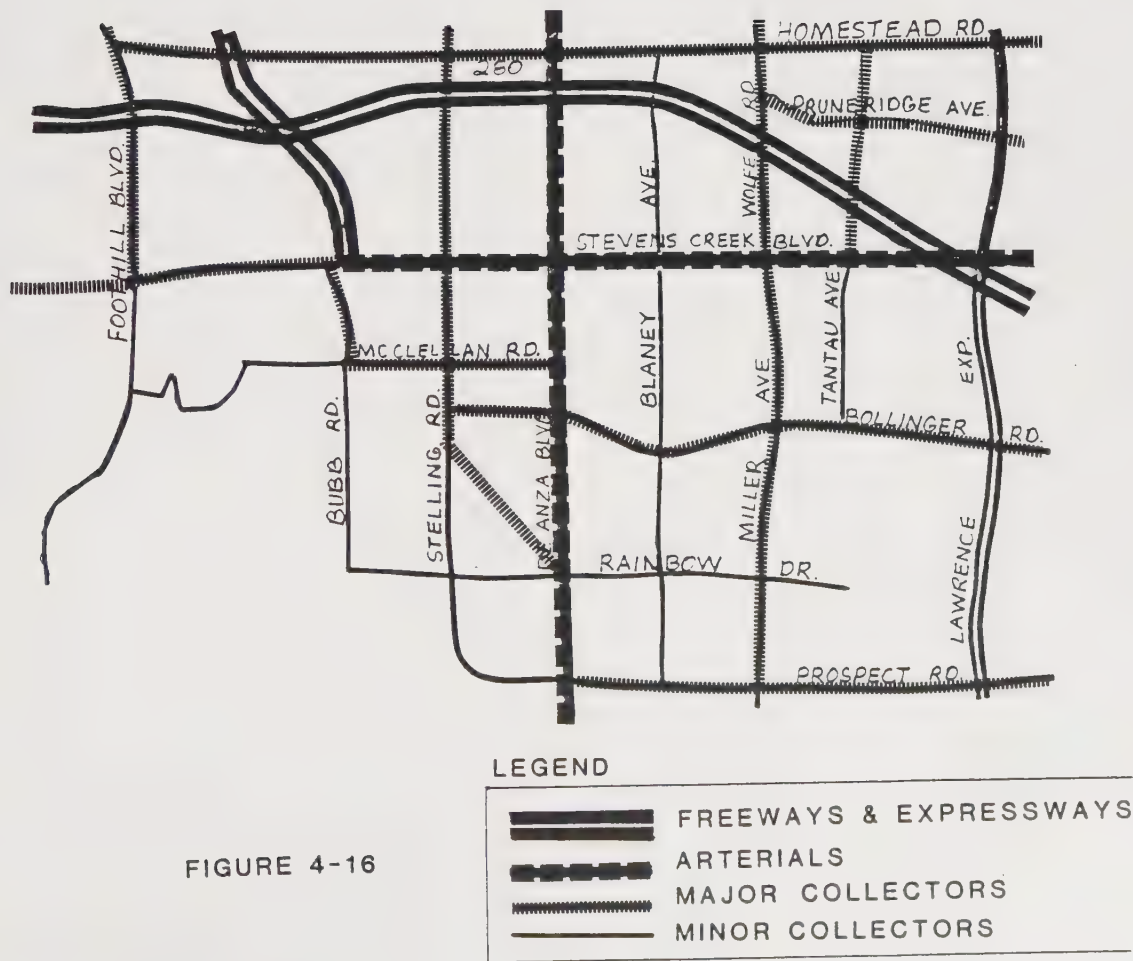 HOMESTEAD RD.
280
PRUNERIDGE AVE.
FOOTHILL BLVD.
AVE.
WOLFE RD.
STEVENS CREEK BLVD.
MCCLELLAN RD.
BUBB RD.
STELLING RD.
DE ANZA BLVD
BLANEY
MILLER AVE.
TANTAU AVE
BOLLINGER RD.
LAWRENCE EXP.
RAINBOW DR.
PROSPECT RD.
LEGEND
FREEWAYS & EXPRESSWAYS
ARTERIALS
MAJOR COLLECTORS
MINOR COLLECTORS
FIGURE 4-16